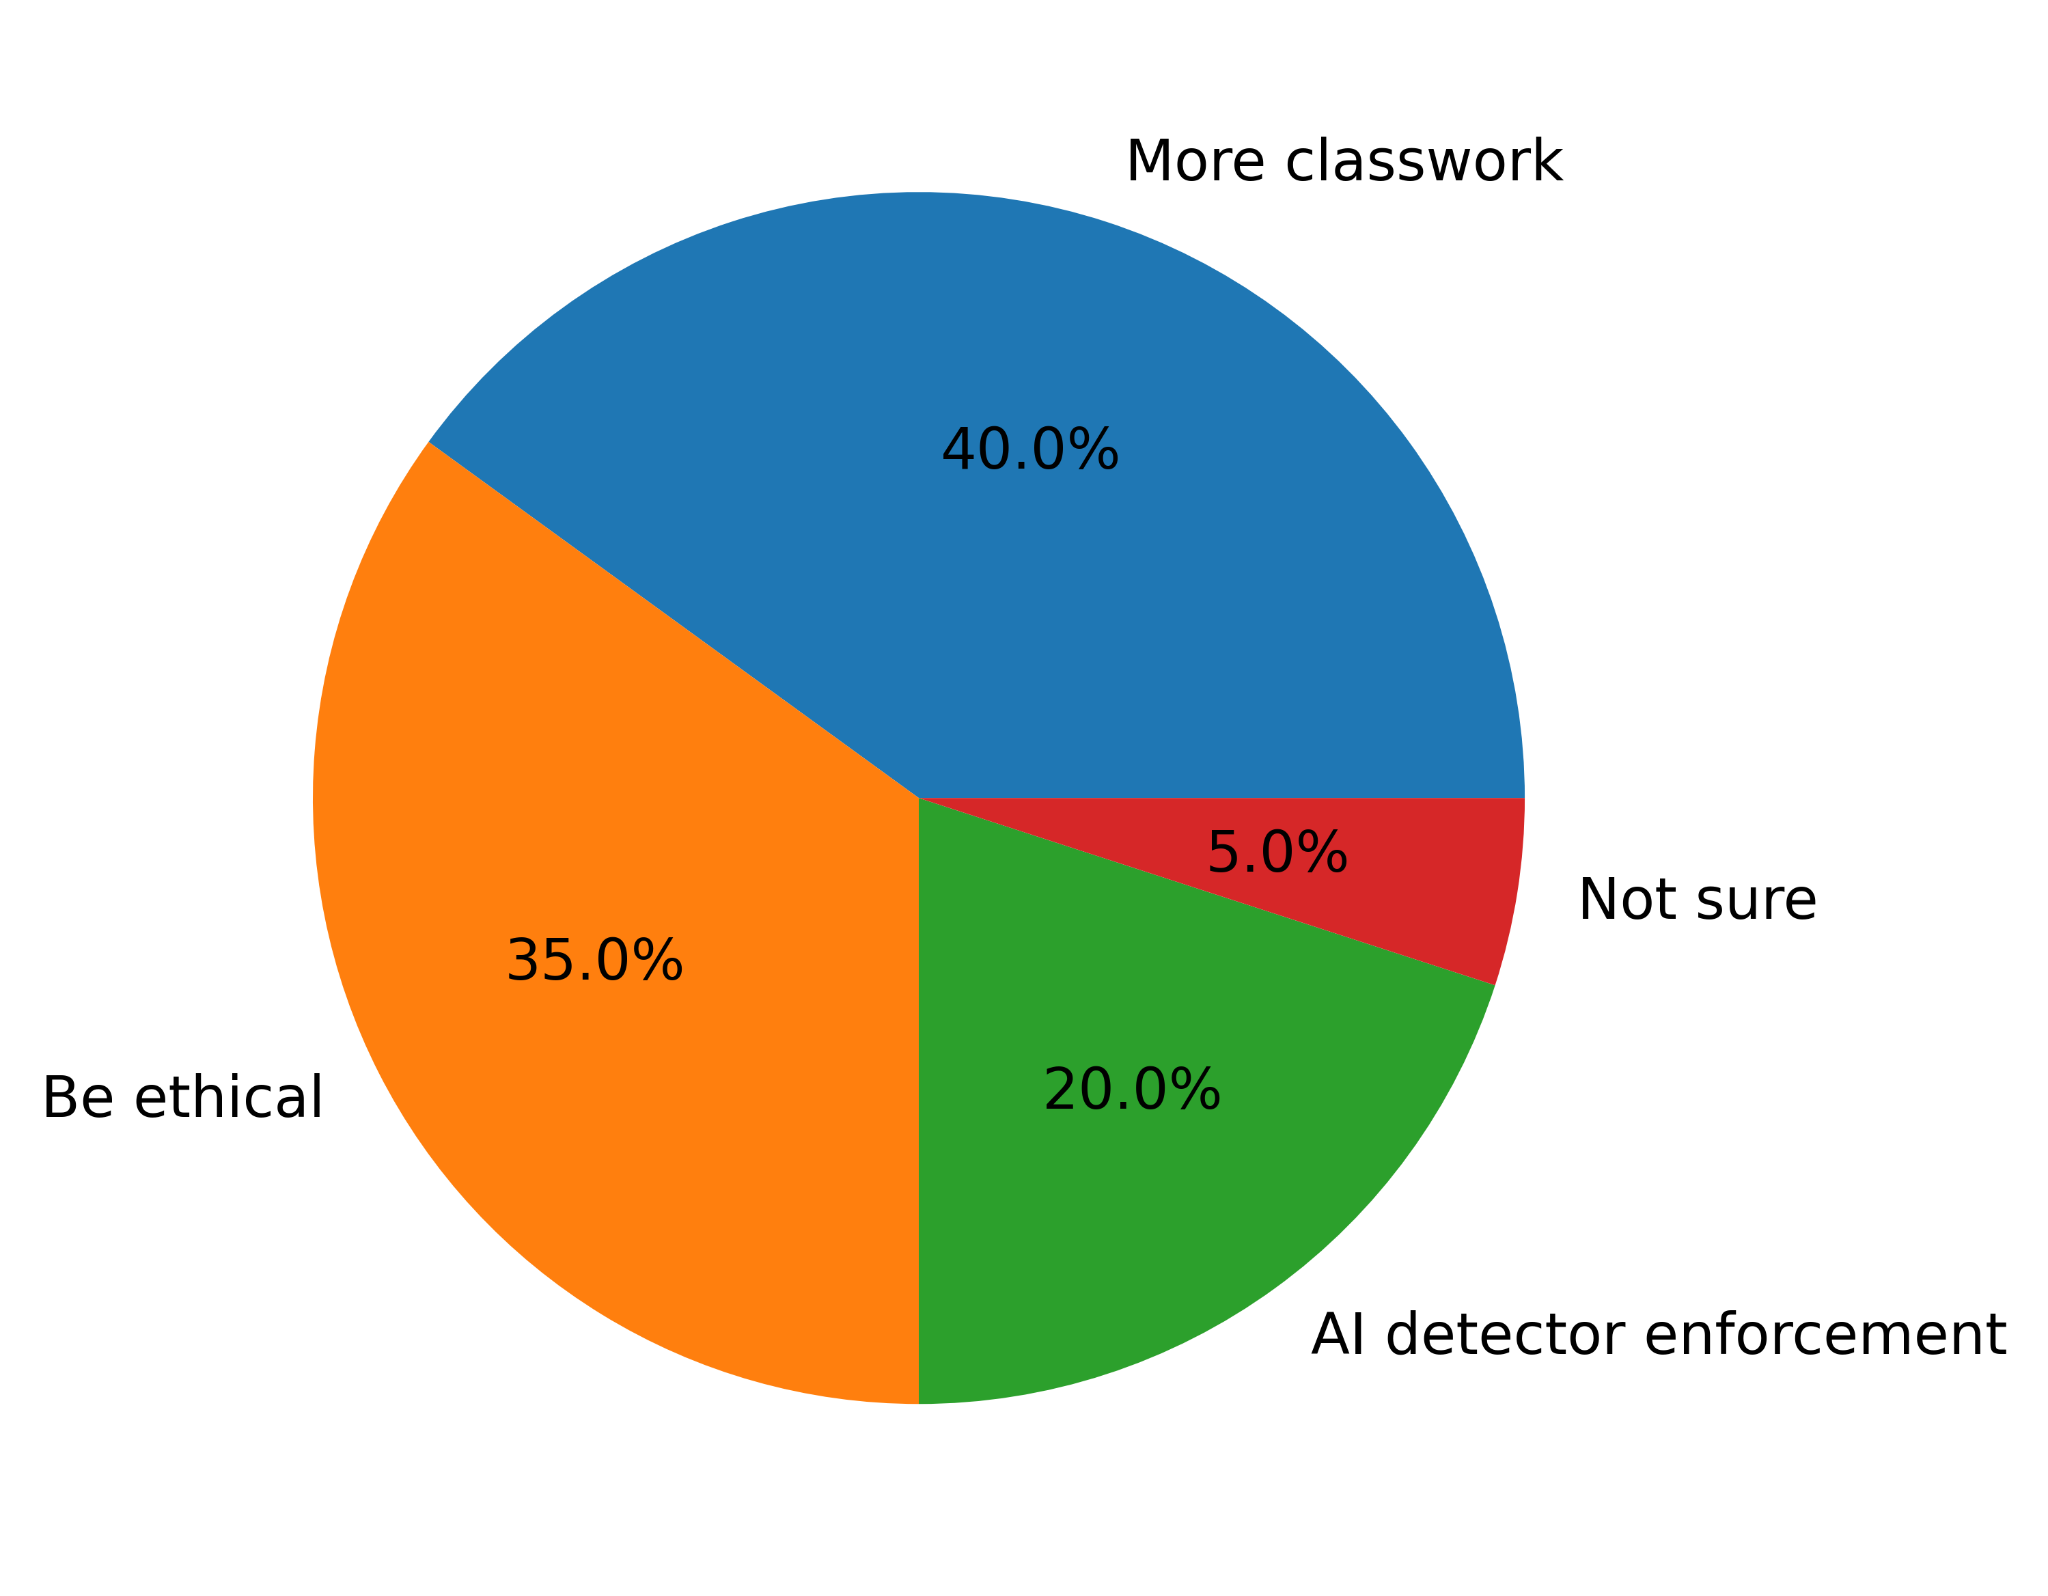 More classwork
40.0%
5.0%
Not sure
35.0%
Be ethical
20.0%
AI detector enforcement